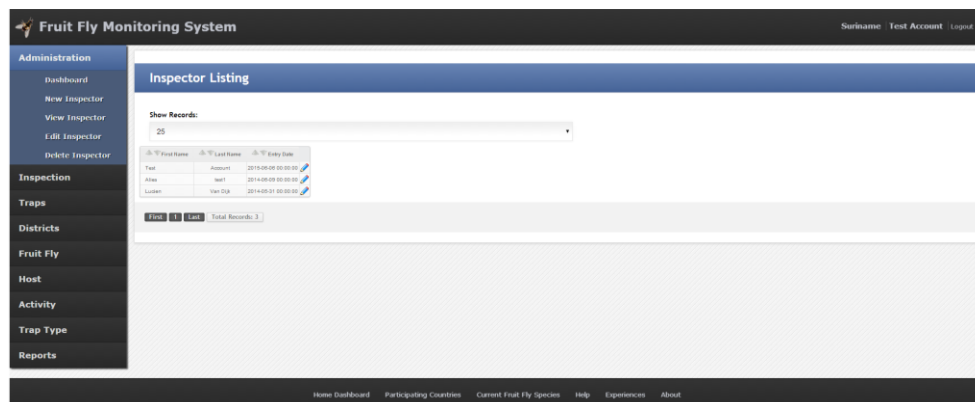 Fruit Fly Monitoring System
Suriname Test Account Logout
Administration
Dashboard
New Inspector
View Inspector
Edit Inspector
Delete Inspector
Inspection
Traps
Districts
Fruit Fly
Host
Activity
Trap Type
Reports
Inspector Listing
Show Records:
25
First Name Last Name Entry Date
Test Account 2015-06-06 00:00:00
test1 2014-06-09 00:00:00
Lucien Van Dijk 2014-05-31 00:00:00
First 1 Last Total Records: 3
Home Dashboard Participating Countries Current Fruit Fly Species Help Experiences About